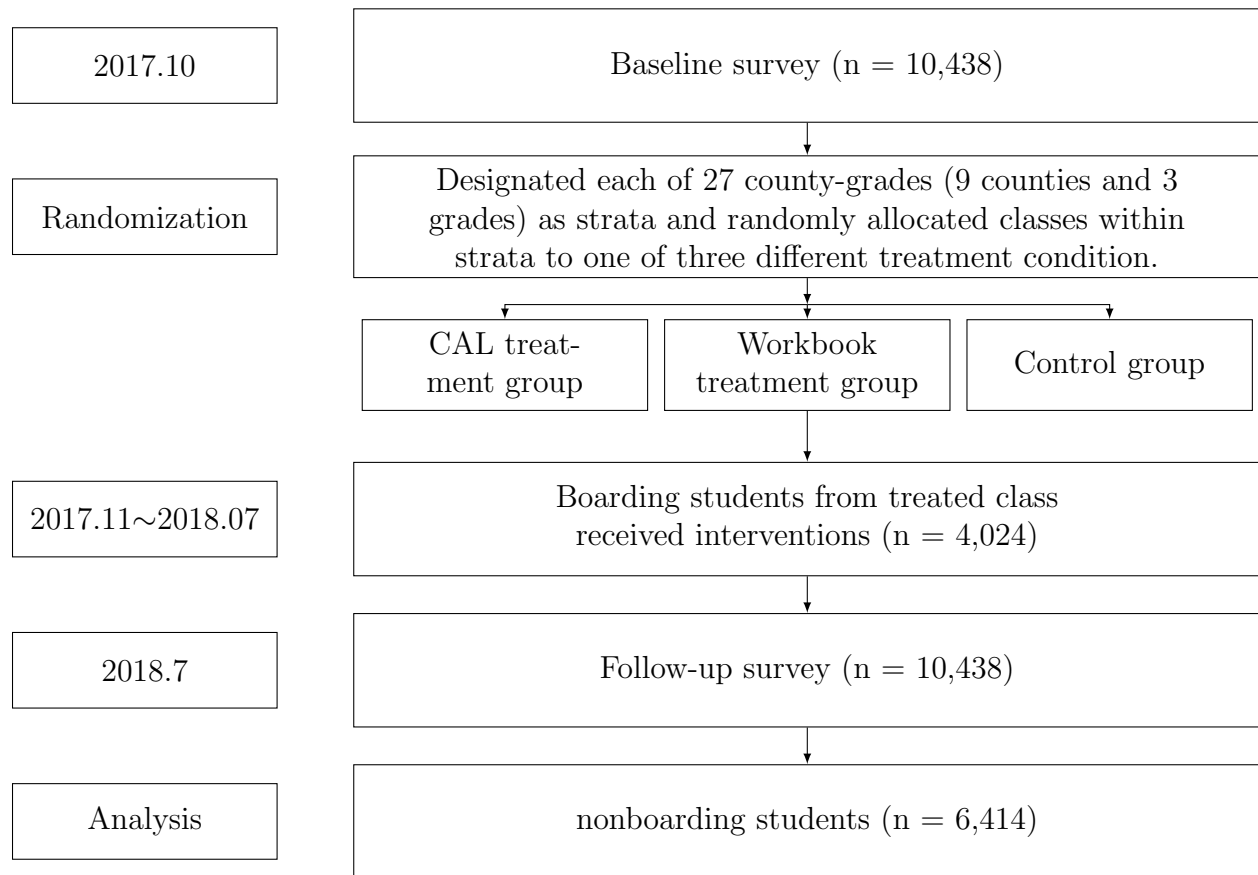 2017.10
Baseline survey (n = 10,438)
Randomization
Designated each of 27 county-grades (9 counties and 3
grades) as strata and randomly allocated classes within
strata to one of three different treatment condition.
CAL treat-
ment group
Workbook
treatment group
Control group
2017.11~2018.07
Boarding students from treated class
received interventions (n = 4,024)
2018.7
Follow-up survey (n = 10,438)
Analysis
nonboarding students (n = 6,414)